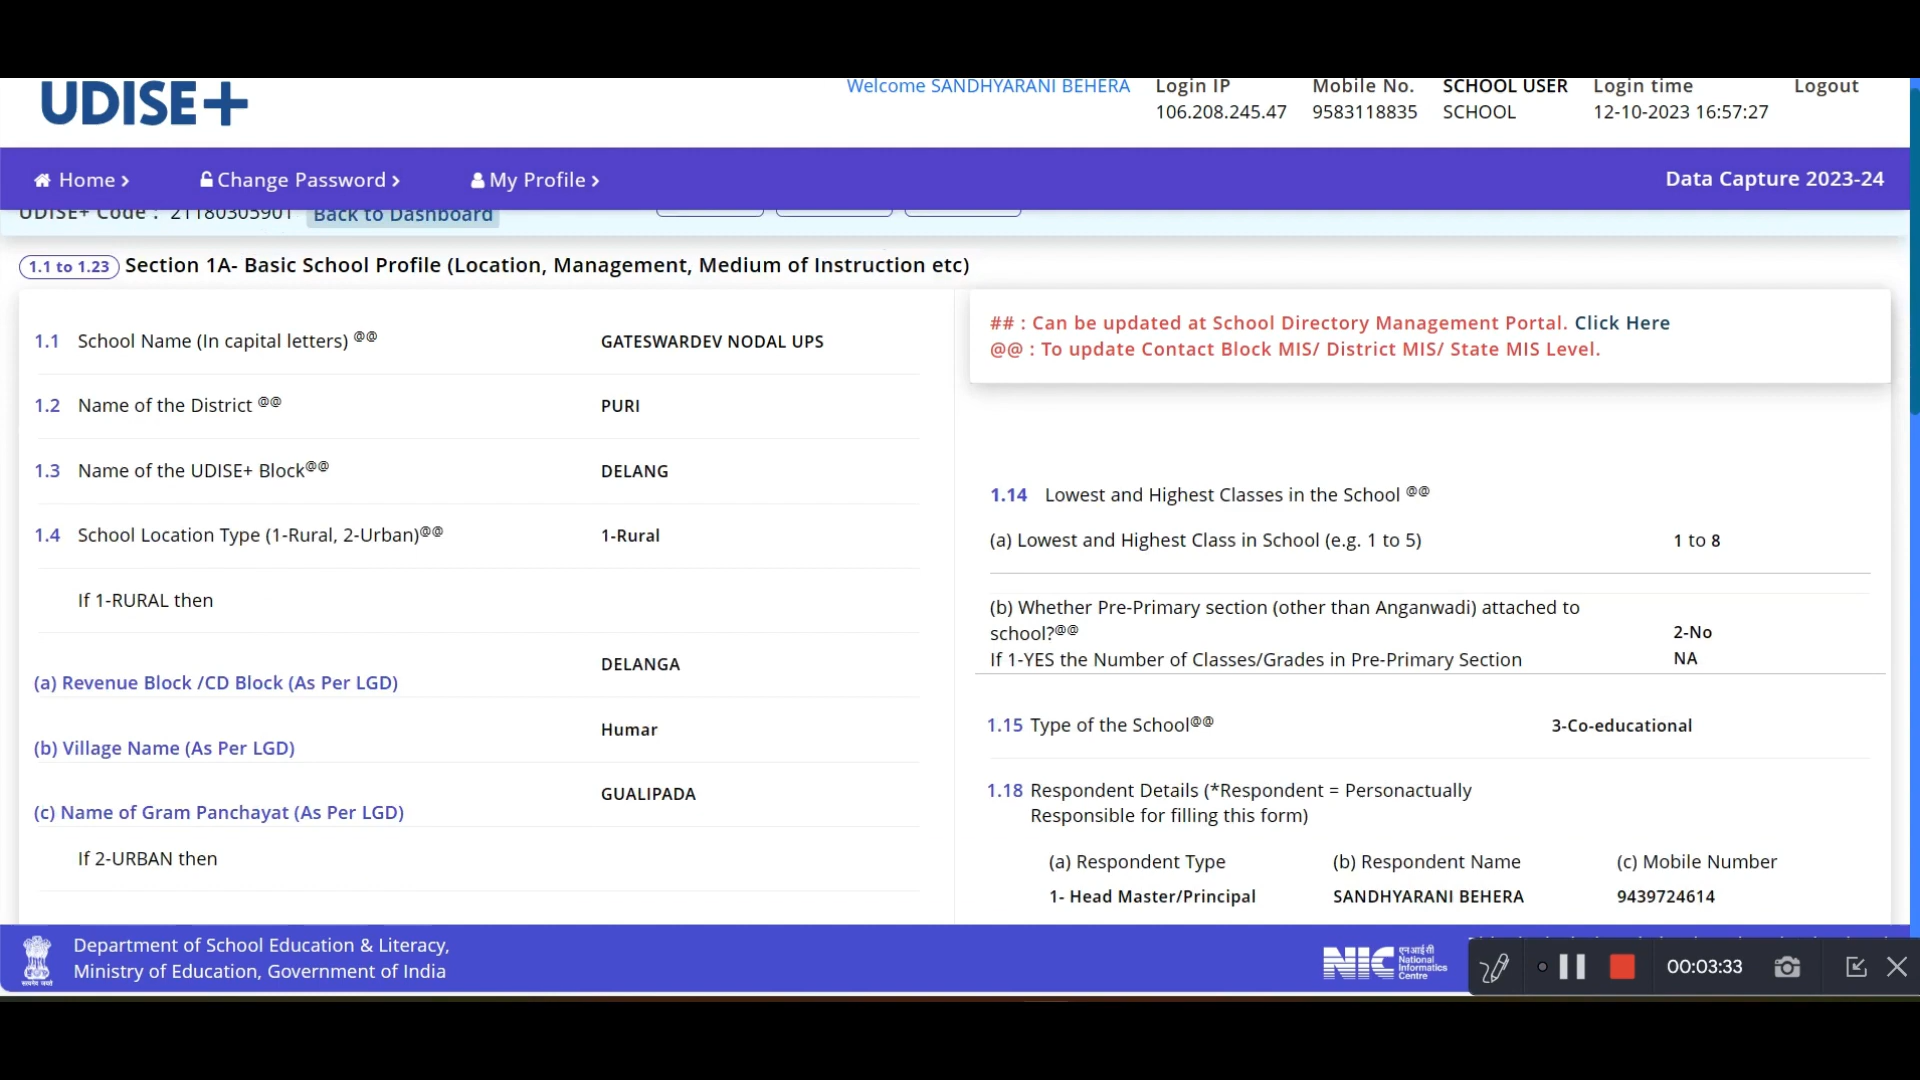 UDISE+
Welcome SANDHYARANI BEHERA
Login IP
106.208.245.47
Mobile No.
9583118835
SCHOOL USER
SCHOOL
Login time
12-10-2023 16:57:27
Logout
Home
Change Password
My Profile
Data Capture 2023-24
UDISE+ Code : 21180305901 Back to Dashboard
1.1 to 1.23 Section 1A- Basic School Profile (Location, Management, Medium of Instruction etc)
1.1 School Name (In capital letters) @@ GATESWARDEV NODAL UPS
1.2 Name of the District @@ PURI
1.3 Name of the UDISE+ Block@@ DELANG
1.4 School Location Type (1-Rural, 2-Urban)@@ 1-Rural
If 1-RURAL then
(a) Revenue Block /CD Block (As Per LGD) DELANGA
(b) Village Name (As Per LGD) Humar
(c) Name of Gram Panchayat (As Per LGD) GUALIPADA
If 2-URBAN then
## : Can be updated at School Directory Management Portal. Click Here
@@ : To update Contact Block MIS/ District MIS/ State MIS Level.
1.14 Lowest and Highest Classes in the School @@
(a) Lowest and Highest Class in School (e.g. 1 to 5) 1 to 8
(b) Whether Pre-Primary section (other than Anganwadi) attached to
school?@@ 2-No
If 1-YES the Number of Classes/Grades in Pre-Primary Section NA
1.15 Type of the School@@ 3-Co-educational
1.18 Respondent Details (*Respondent = Personactually
Responsible for filling this form)
(a) Respondent Type (b) Respondent Name (c) Mobile Number
1- Head Master/Principal SANDHYARANI BEHERA 9439724614
सत्यमेव जयते
Department of School Education & Literacy,
Ministry of Education, Government of India
NIC
एन आई सी
National
Informatics
Centre
00:03:33